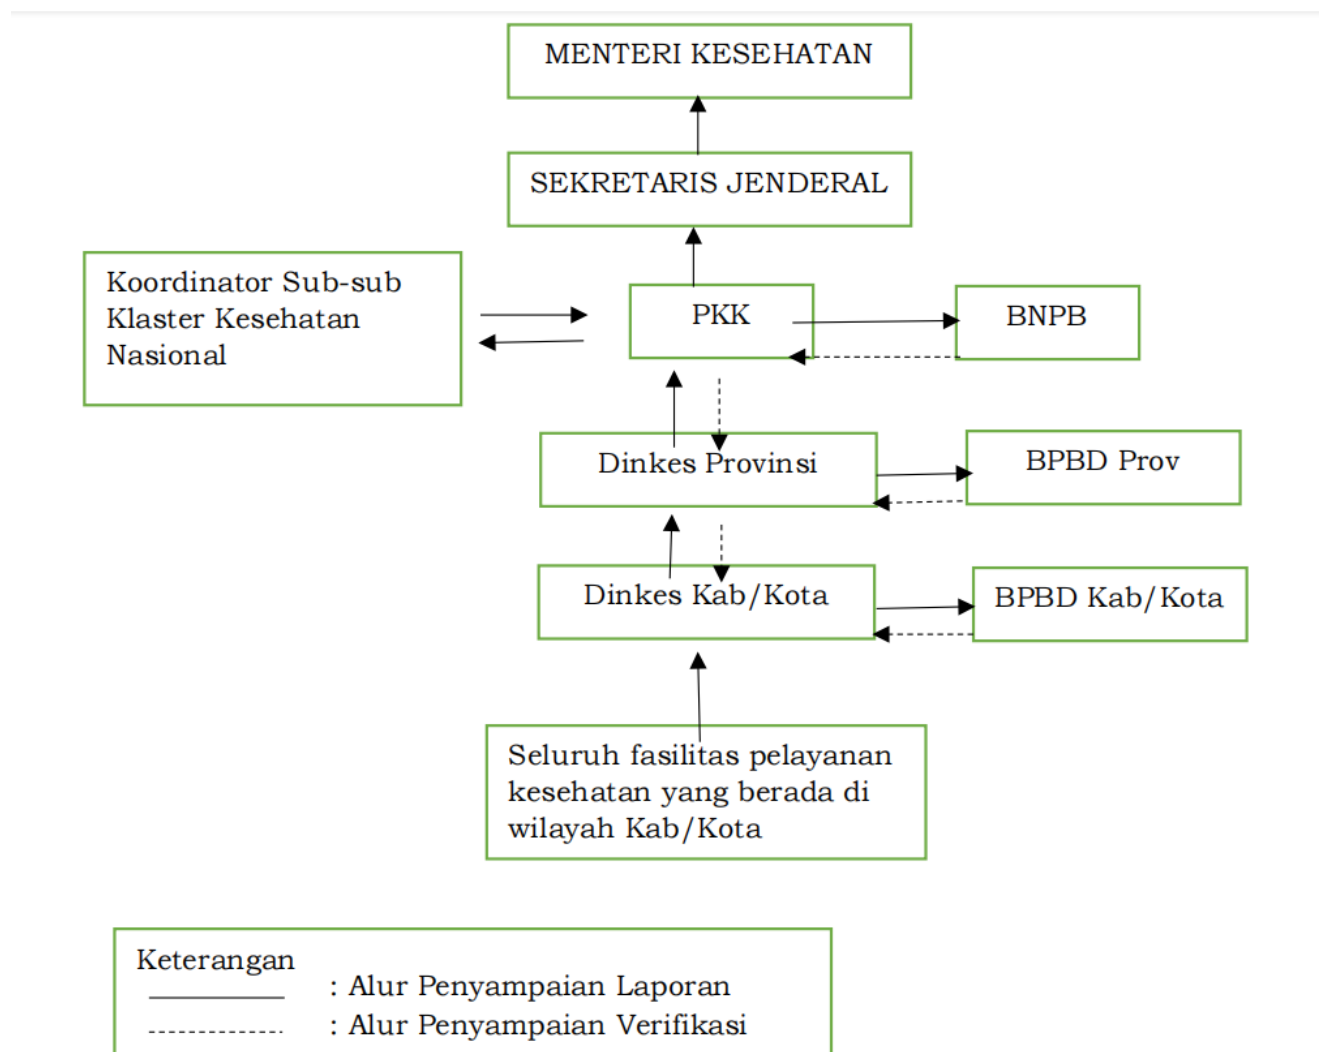 MENTERI KESEHATAN
SEKRETARIS JENDERAL
Koordinator Sub-sub
Klaster Kesehatan
Nasional
PKK
BNPB
Dinkes Provinsi
BPBD Prov
Dinkes Kab/Kota
BPBD Kab/Kota
Seluruh fasilitas pelayanan
kesehatan yang berada di
wilayah Kab/Kota
Keterangan
: Alur Penyampaian Laporan
: Alur Penyampaian Verifikasi